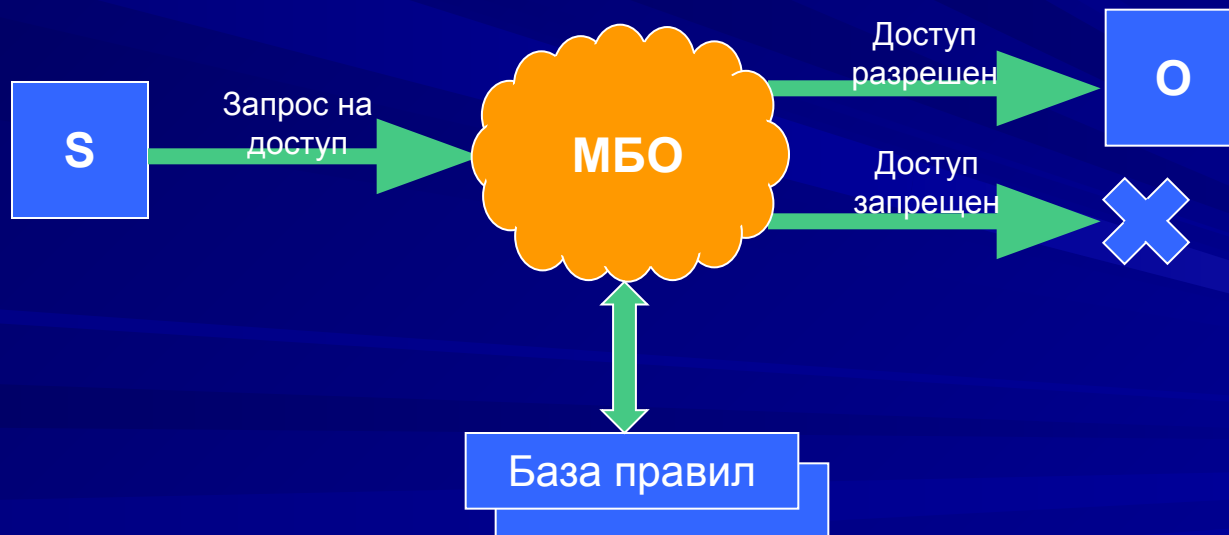 S
Запрос на
доступ
МБО
Доступ
разрешен
О
Доступ
запрещен
База правил